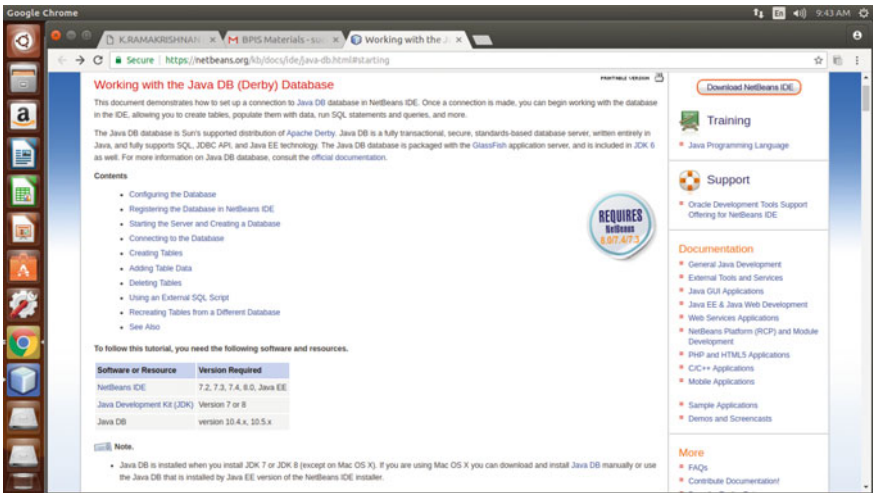 Google Chrome
En
9:43 AM
K.RAMAKRISHNAN
M BPIS Materials - su
Working with the J
Secure
https://netbeans.org/kb/docs/ide/java-db.html#starting
Working with the Java DB (Derby) Database
PRINTABLE VERSION
This document demonstrates how to set up a connection to Java DB database in NetBeans IDE. Once a connection is made, you can begin working with the database
in the IDE, allowing you to create tables, populate them with data, run SQL statements and queries, and more.
The Java DB database is Sun's supported distribution of Apache Derby. Java DB is a fully transactional, secure, standards-based database server, written entirely in
Java, and fully supports SQL, JDBC API, and Java EE technology. The Java DB database is packaged with the GlassFish application server, and is included in JDK 6
as well. For more information on Java DB database, consult the official documentation.
Contents
Configuring the Database
Registering the Database in NetBeans IDE
Starting the Server and Creating a Database
Connecting to the Database
Creating Tables
Adding Table Data
Deleting Tables
Using an External SQL Script
Recreating Tables from a Different Database
See Also
REQUIRES
NetBeans
8.0/7.4/7.3
To follow this tutorial, you need the following software and resources.
Software or Resource Version Required
NetBeans IDE 7.2, 7.3, 7.4, 8.0, Java EE
Java Development Kit (JDK) Version 7 or 8
Java DB version 10.4.x, 10.5.x
Note.
Java DB is installed when you install JDK 7 or JDK 8 (except on Mac OS X). If you are using Mac OS X you can download and install Java DB manually or use
the Java DB that is installed by Java EE version of the NetBeans IDE installer.
Download NetBeans IDE
Training
Java Programming Language
Support
Oracle Development Tools Support
Offering for NetBeans IDE
Documentation
General Java Development
External Tools and Services
Java GUI Applications
Java EE & Java Web Development
Web Services Applications
NetBeans Platform (RCP) and Module
Development
PHP and HTML5 Applications
C/C++ Applications
Mobile Applications
Sample Applications
Demos and Screencasts
More
FAQs
Contribute Documentation!